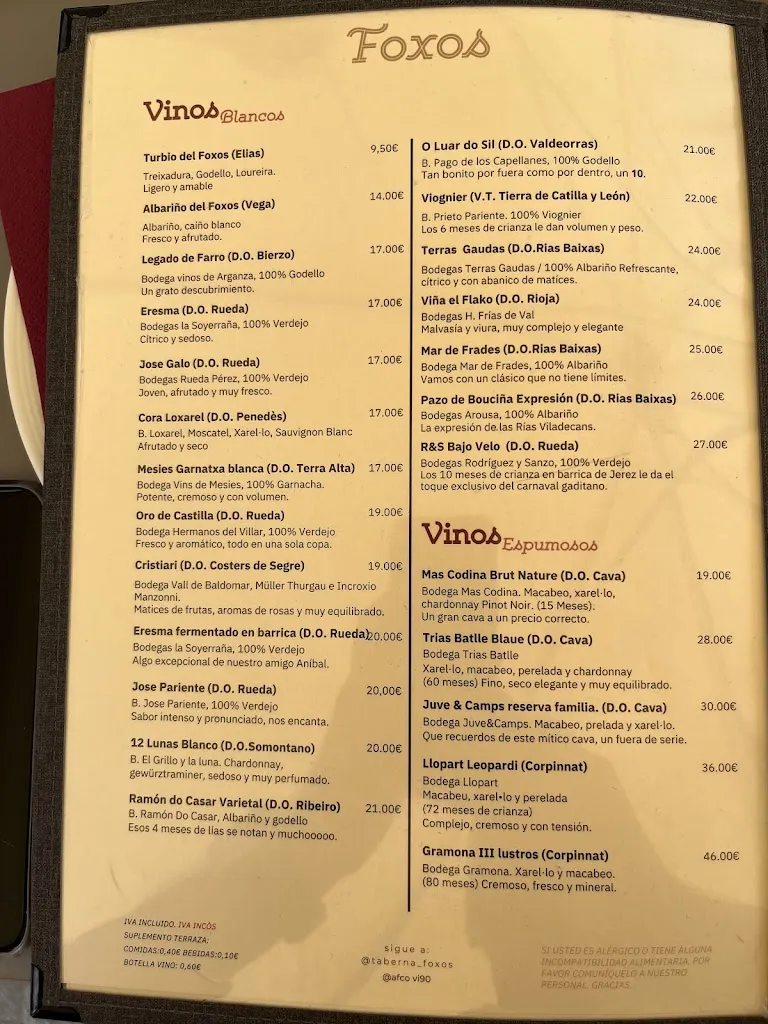 Foxos
Vinos Blancos
Turbio del Foxos (Elias) 9,50€
Treixadura, Godello, Loureira.
Ligero y amable
Albariño del Foxos (Vega) 14.00€
Albariño, caiño blanco
Fresco y afrutado.
Legado de Farro (D.O. Bierzo) 17.00€
Bodega vinos de Arganza, 100% Godello
Un grato descubrimiento.
Eresma (D.O. Rueda) 17.00€
Bodegas la Soyerraña, 100% Verdejo
Cítrico y sedoso.
Jose Galo (D.O. Rueda) 17.00€
Bodegas Rueda Pérez, 100% Verdejo
Joven, afrutado y muy fresco.
Cora Loxarel (D.O. Penedès) 17.00€
B. Loxarel, Moscatel, Xarel·lo, Sauvignon Blanc
Afrutado y seco
Mesies Garnatxa blanca (D.O. Terra Alta) 17.00€
Bodega Vins de Mesies, 100% Garnacha.
Potente, cremoso y con volumen.
Oro de Castilla (D.O. Rueda) 19.00€
Bodega Hermanos del Villar, 100% Verdejo
Fresco y aromático, todo en una sola copa.
Cristiari (D.O. Costers de Segre) 19.00€
Bodega Vall de Baldomar, Müller Thurgau e Incroxio
Manzonni.
Matices de frutas, aromas de rosas y muy equilibrado.
Eresma fermentado en barrica (D.O. Rueda) 20.00€
Bodegas la Soyerraña, 100% Verdejo
Algo excepcional de nuestro amigo Aníbal.
Jose Pariente (D.O. Rueda) 20,00€
B. Jose Pariente, 100% Verdejo
Sabor intenso y pronunciado, nos encanta.
12 Lunas Blanco (D.O.Somontano) 20.00€
B. El Grillo y la luna. Chardonnay,
gewürztraminer, sedoso y muy perfumado.
Ramón do Casar Varietal (D.O. Ribeiro) 21.00€
B. Ramón Do Casar, Albariño y godello
Esos 4 meses de lías se notan y muchooooo.
O Luar do Sil (D.O. Valdeorras) 21.00€
B. Pago de los Capellanes, 100% Godello
Tan bonito por fuera como por dentro, un 10.
Viognier (V.T. Tierra de Catilla y León) 22.00€
B. Prieto Pariente. 100% Viognier
Los 6 meses de crianza le dan volumen y peso.
Terras Gaudas (D.O.Rias Baixas) 24.00€
Bodegas Terras Gaudas / 100% Albariño Refrescante,
cítrico y con abanico de matíces.
Viña el Flako (D.O. Rioja) 24.00€
Bodegas H. Frías de Val
Malvasía y viura, muy complejo y elegante
Mar de Frades (D.O.Rias Baixas) 25.00€
Bodega Mar de Frades, 100% Albariño
Vamos con un clásico que no tiene límites.
Pazo de Bouciña Expresión (D.O. Rias Baixas) 26.00€
Bodegas Arousa, 100% Albariño
La expresión de.las Rías Viladecans.
R&S Bajo Velo (D.O. Rueda) 27.00€
Bodegas Rodríguez y Sanzo, 100% Verdejo
Los 10 meses de crianza en barrica de Jerez le da el
toque exclusivo del carnaval gaditano.
Vinos Espumosos
Mas Codina Brut Nature (D.O. Cava) 19.00€
Bodega Mas Codina. Macabeo, xarel·lo,
chardonnay Pinot Noir. (15 Meses).
Un gran cava a un precio correcto.
Trias Batlle Blaue (D.O. Cava) 28.00€
Bodega Trias Batlle
Xarel·lo, macabeo, perelada y chardonnay
(60 meses) Fino, seco elegante y muy equilibrado.
Juve & Camps reserva familia. (D.O. Cava) 30.00€
Bodega Juve&Camps. Macabeo, prelada y xarel·lo.
Que recuerdos de este mítico cava, un fuera de serie.
Llopart Leopardi (Corpinnat) 36.00€
Bodega Llopart
Macabeu, xarel•lo y perelada
(72 meses de crianza)
Complejo, cremoso y con tensión.
Gramona III lustros (Corpinnat) 46.00€
Bodega Gramona. Xarel·lo y macabeo.
(80 meses) Cremoso, fresco y mineral.
IVA INCLUIDO. IVA INCÒS
SUPLEMENTO TERRAZA:
COMIDAS:0,40€ BEBIDAS:0,10€
BOTELLA VINO: 0,60€
sigue a:
@taberna_foxos
@afco vi90
SI USTED ES ALÉRGICO O TIENE ALGUNA
INCOMPATIBILIDAD ALIMENTARIA, POR
FAVOR COMUNÍQUELO A NUESTRO
PERSONAL. GRACIAS.